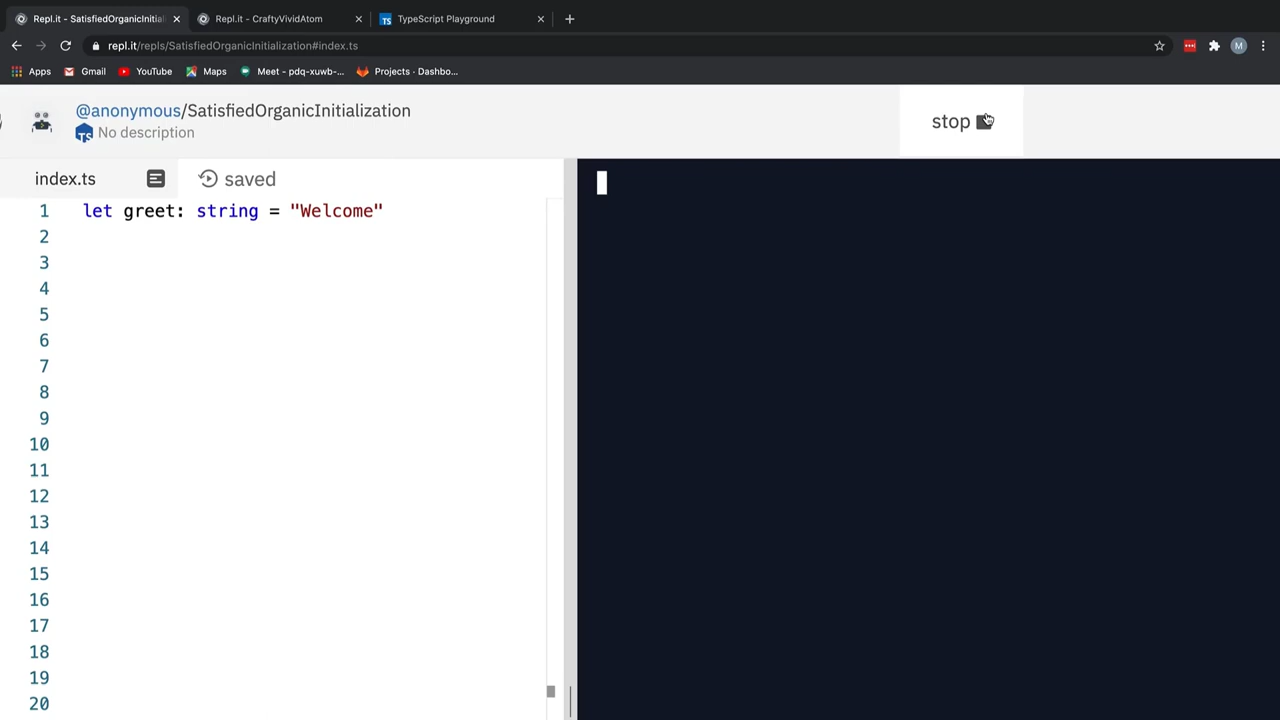 Repl.it - SatisfiedOrganicInitial
Repl.it - CraftyVividAtom
TS TypeScript Playground
repl.it/repls/SatisfiedOrganicInitialization#index.ts
M
Apps Gmail YouTube Maps Meet - pdq-xuwb-... Projects · Dashbo...
@anonymous/SatisfiedOrganicInitialization
TS No description
stop
index.ts saved
1 let greet: string = "Welcome"
2
3
4
5
6
7
8
9
10
11
12
13
14
15
16
17
18
19
20